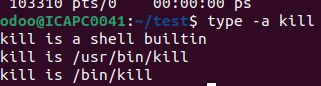 103310 pts/0    00:00:00 ps
odoo@ICAPC0041:~/test$ type -a kill
kill is a shell builtin
kill is /usr/bin/kill
kill is /bin/kill